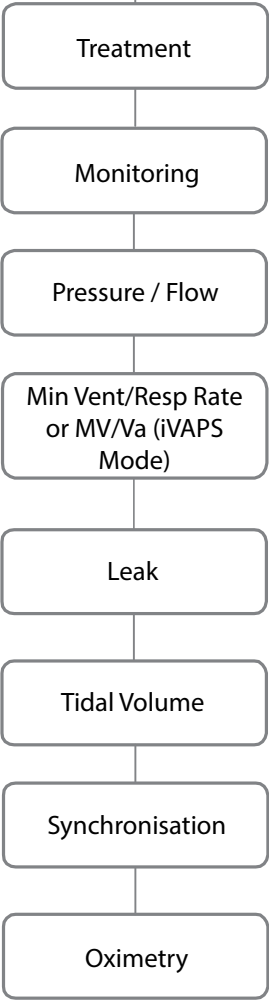 Treatment
Monitoring
Pressure / Flow
Min Vent/Resp Rate
or MV/Va (iVAPS
Mode)
Leak
Tidal Volume
Synchronisation
Oximetry